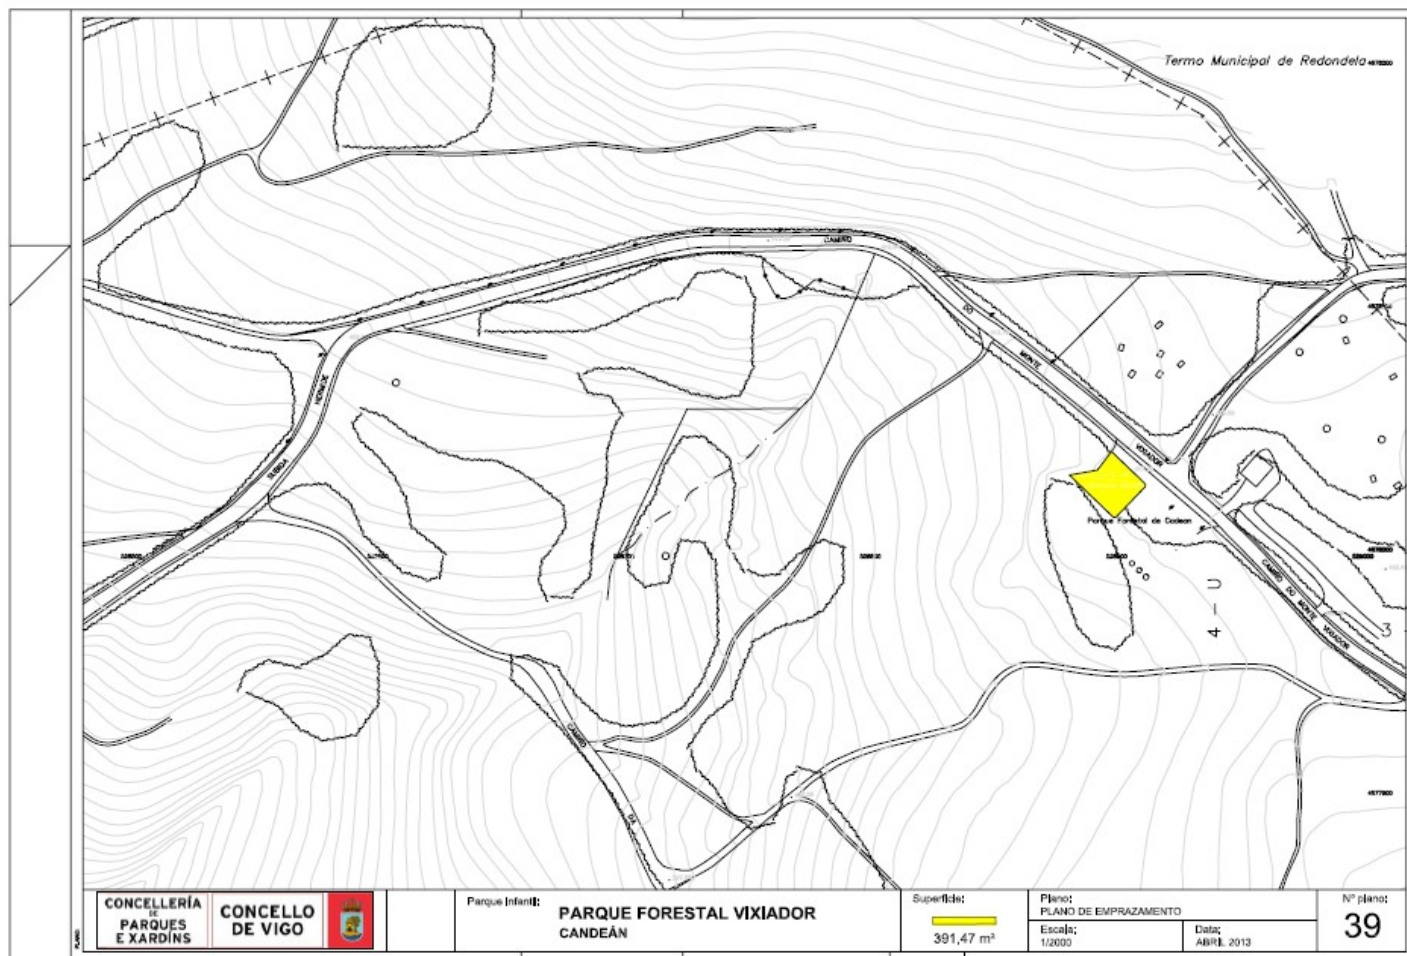 Termo Municipal de Redondela
CAMIÑO
DO
MONTE
VIXIADOR
SUBIDA
Parque Forestal de Cadean
4 - U
CAMIÑO DO MONTE VIXIADOR
3
CAMIÑO
DA
CONCELLERÍA
DE
PARQUES
E XARDÍNS
CONCELLO
DE VIGO
PLANO:
Parque Infantil:
PARQUE FORESTAL VIXIADOR
CANDEÁN
Superficie:
391,47 m²
Plano:
PLANO DE EMPRAZAMENTO
Escala:
1/2000
Data:
ABRIL 2013
Nº plano:
39